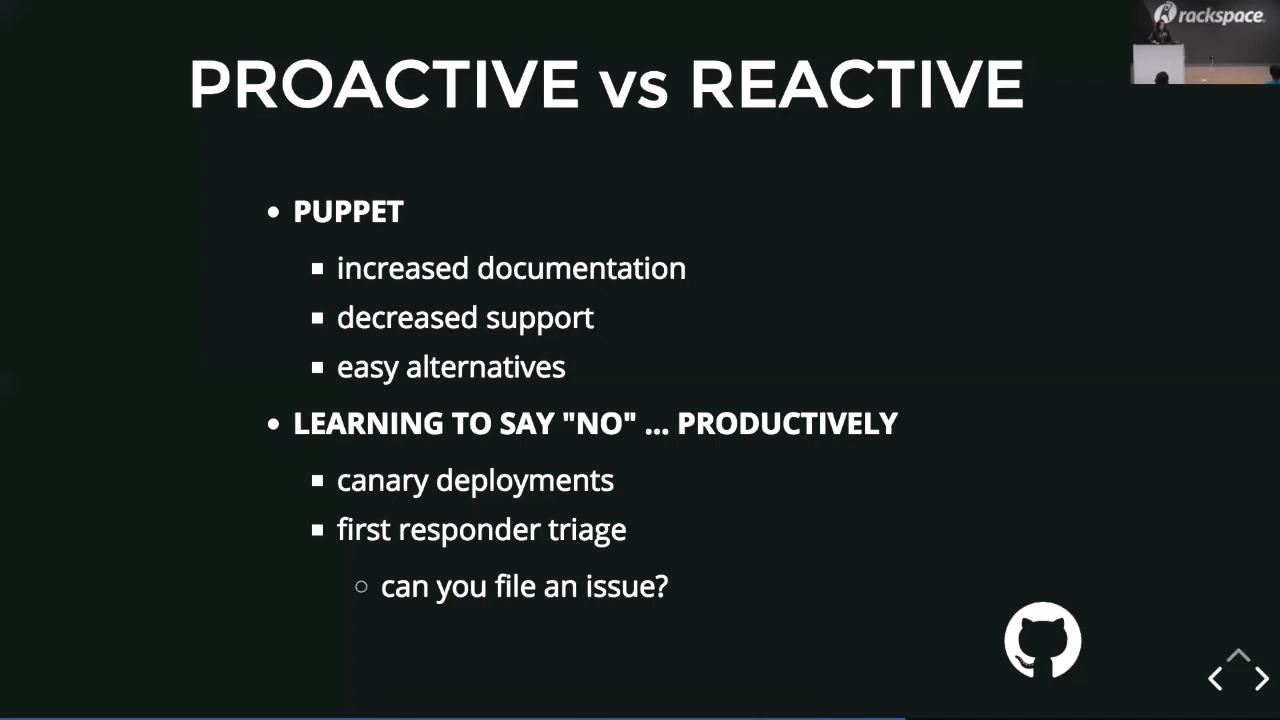 rackspace
PROACTIVE vs REACTIVE
PUPPET
increased documentation
decreased support
easy alternatives
LEARNING TO SAY "NO" ... PRODUCTIVELY
canary deployments
first responder triage
can you file an issue?